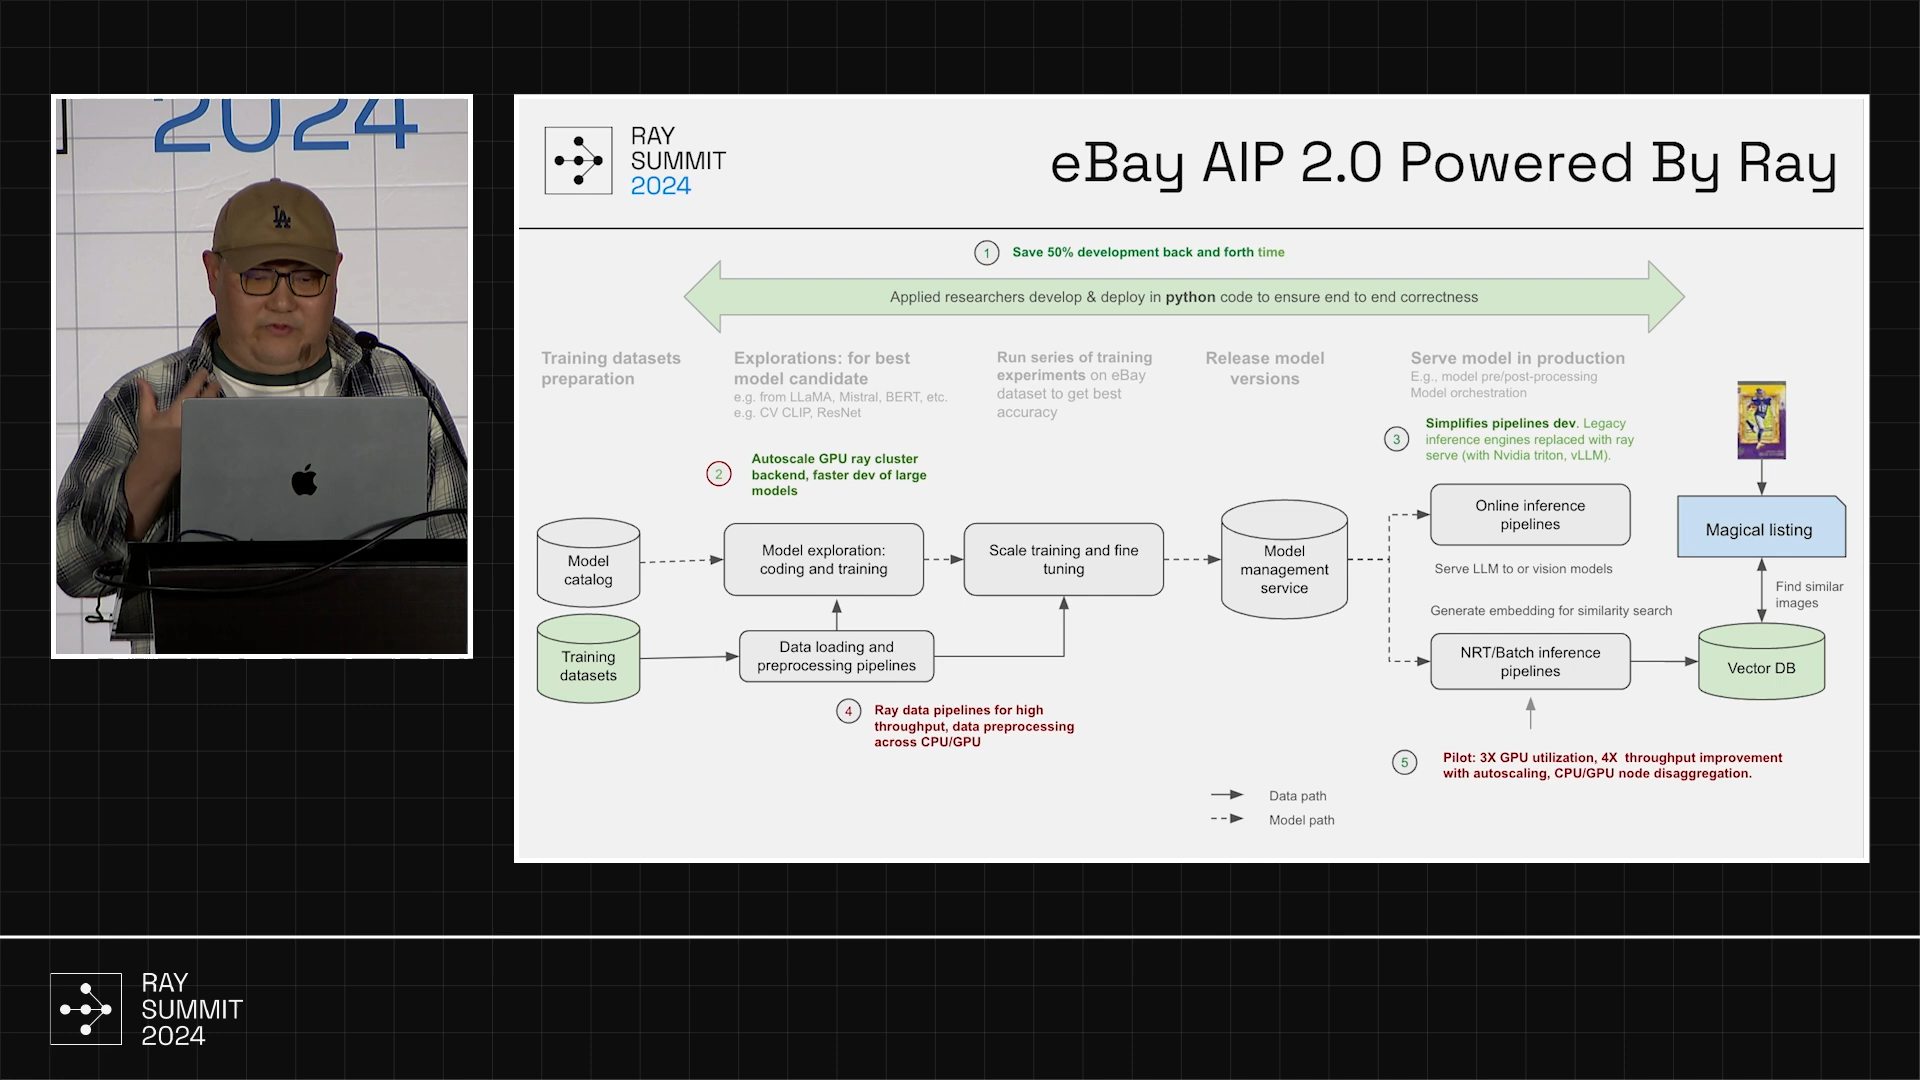 2024
LA
RAY
SUMMIT
2024
eBay AIP 2.0 Powered By Ray
1
Save 50% development back and forth time
Applied researchers develop & deploy in python code to ensure end to end correctness
Training datasets
preparation
Explorations: for best
model candidate
e.g. from LLaMA, Mistral, BERT, etc.
e.g. CV CLIP, ResNet
Run series of training
experiments on eBay
dataset to get best
accuracy
Release model
versions
Serve model in production
E.g., model pre/post-processing
Model orchestration
3
Simplifies pipelines dev. Legacy
inference engines replaced with ray
serve (with Nvidia triton, vLLM).
2
Autoscale GPU ray cluster
backend, faster dev of large
models
Model
catalog
Model exploration:
coding and training
Scale training and fine
tuning
Model
management
service
Online inference
pipelines
Magical listing
Serve LLM to or vision models
Find similar
images
Generate embedding for similarity search
Training
datasets
Data loading and
preprocessing pipelines
NRT/Batch inference
pipelines
Vector DB
4
Ray data pipelines for high
throughput, data preprocessing
across CPU/GPU
5
Pilot: 3X GPU utilization, 4X throughput improvement
with autoscaling, CPU/GPU node disaggregation.
Data path
Model path
RAY
SUMMIT
2024